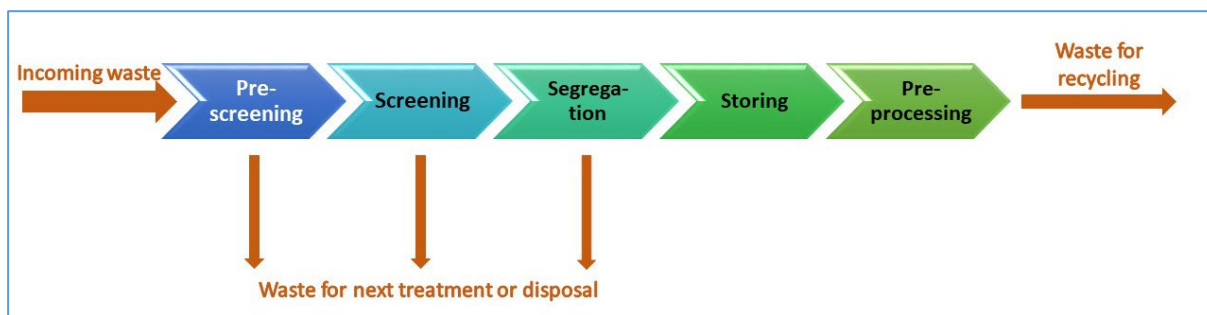 Incoming waste
Pre-
screening
Screening
Segrega-
tion
Storing
Pre-
processing
Waste for
recycling
Waste for next treatment or disposal